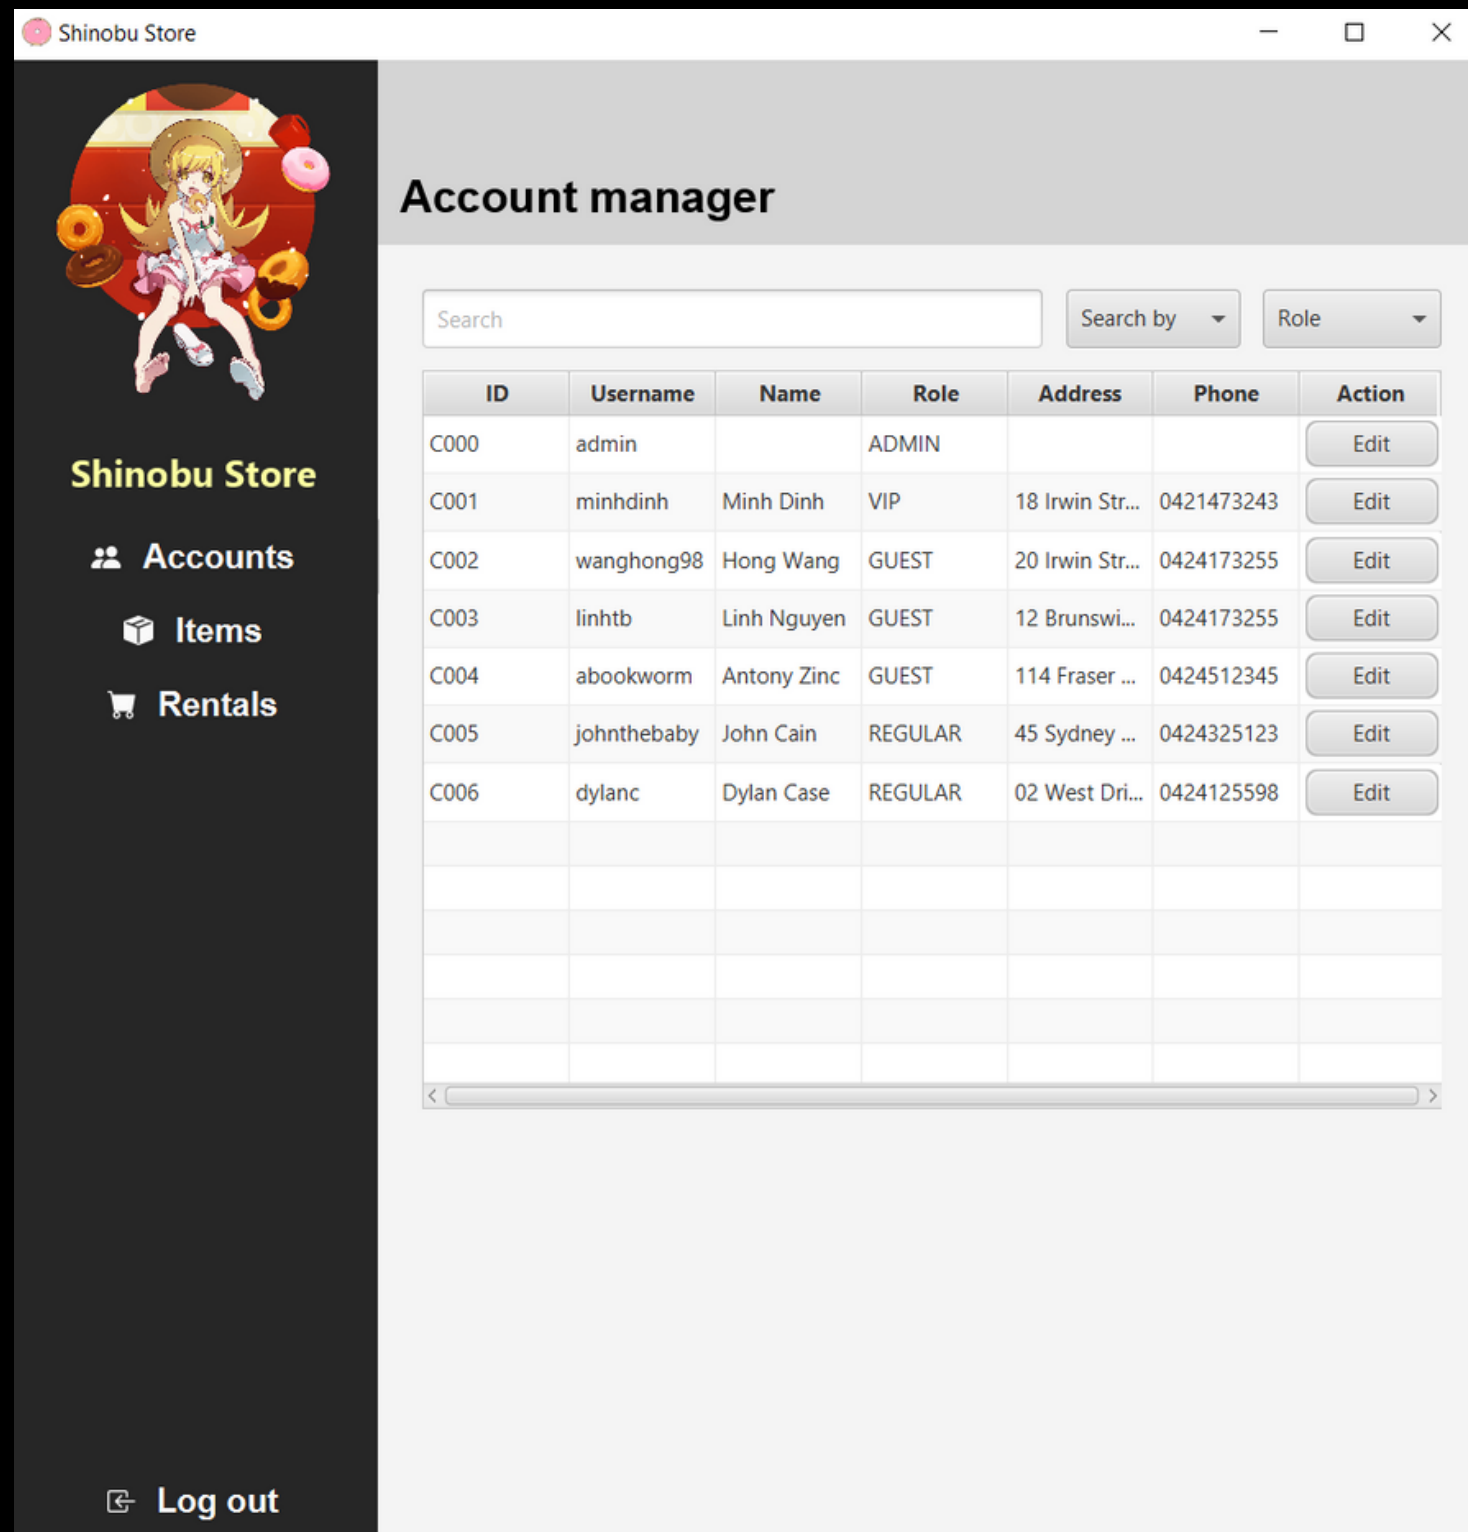 Shinobu Store
Account manager
Shinobu Store
Accounts
Items
Rentals
Log out
Search
Search by
Role
ID Username Name Role Address Phone Action
C000 admin ADMIN Edit
C001 minhdinh Minh Dinh VIP 18 Irwin Str... 0421473243 Edit
C002 wanghong98 Hong Wang GUEST 20 Irwin Str... 0424173255 Edit
C003 linhtb Linh Nguyen GUEST 12 Brunswi... 0424173255 Edit
C004 abookworm Antony Zinc GUEST 114 Fraser ... 0424512345 Edit
C005 johnthebaby John Cain REGULAR 45 Sydney ... 0424325123 Edit
C006 dylanc Dylan Case REGULAR 02 West Dri... 0424125598 Edit